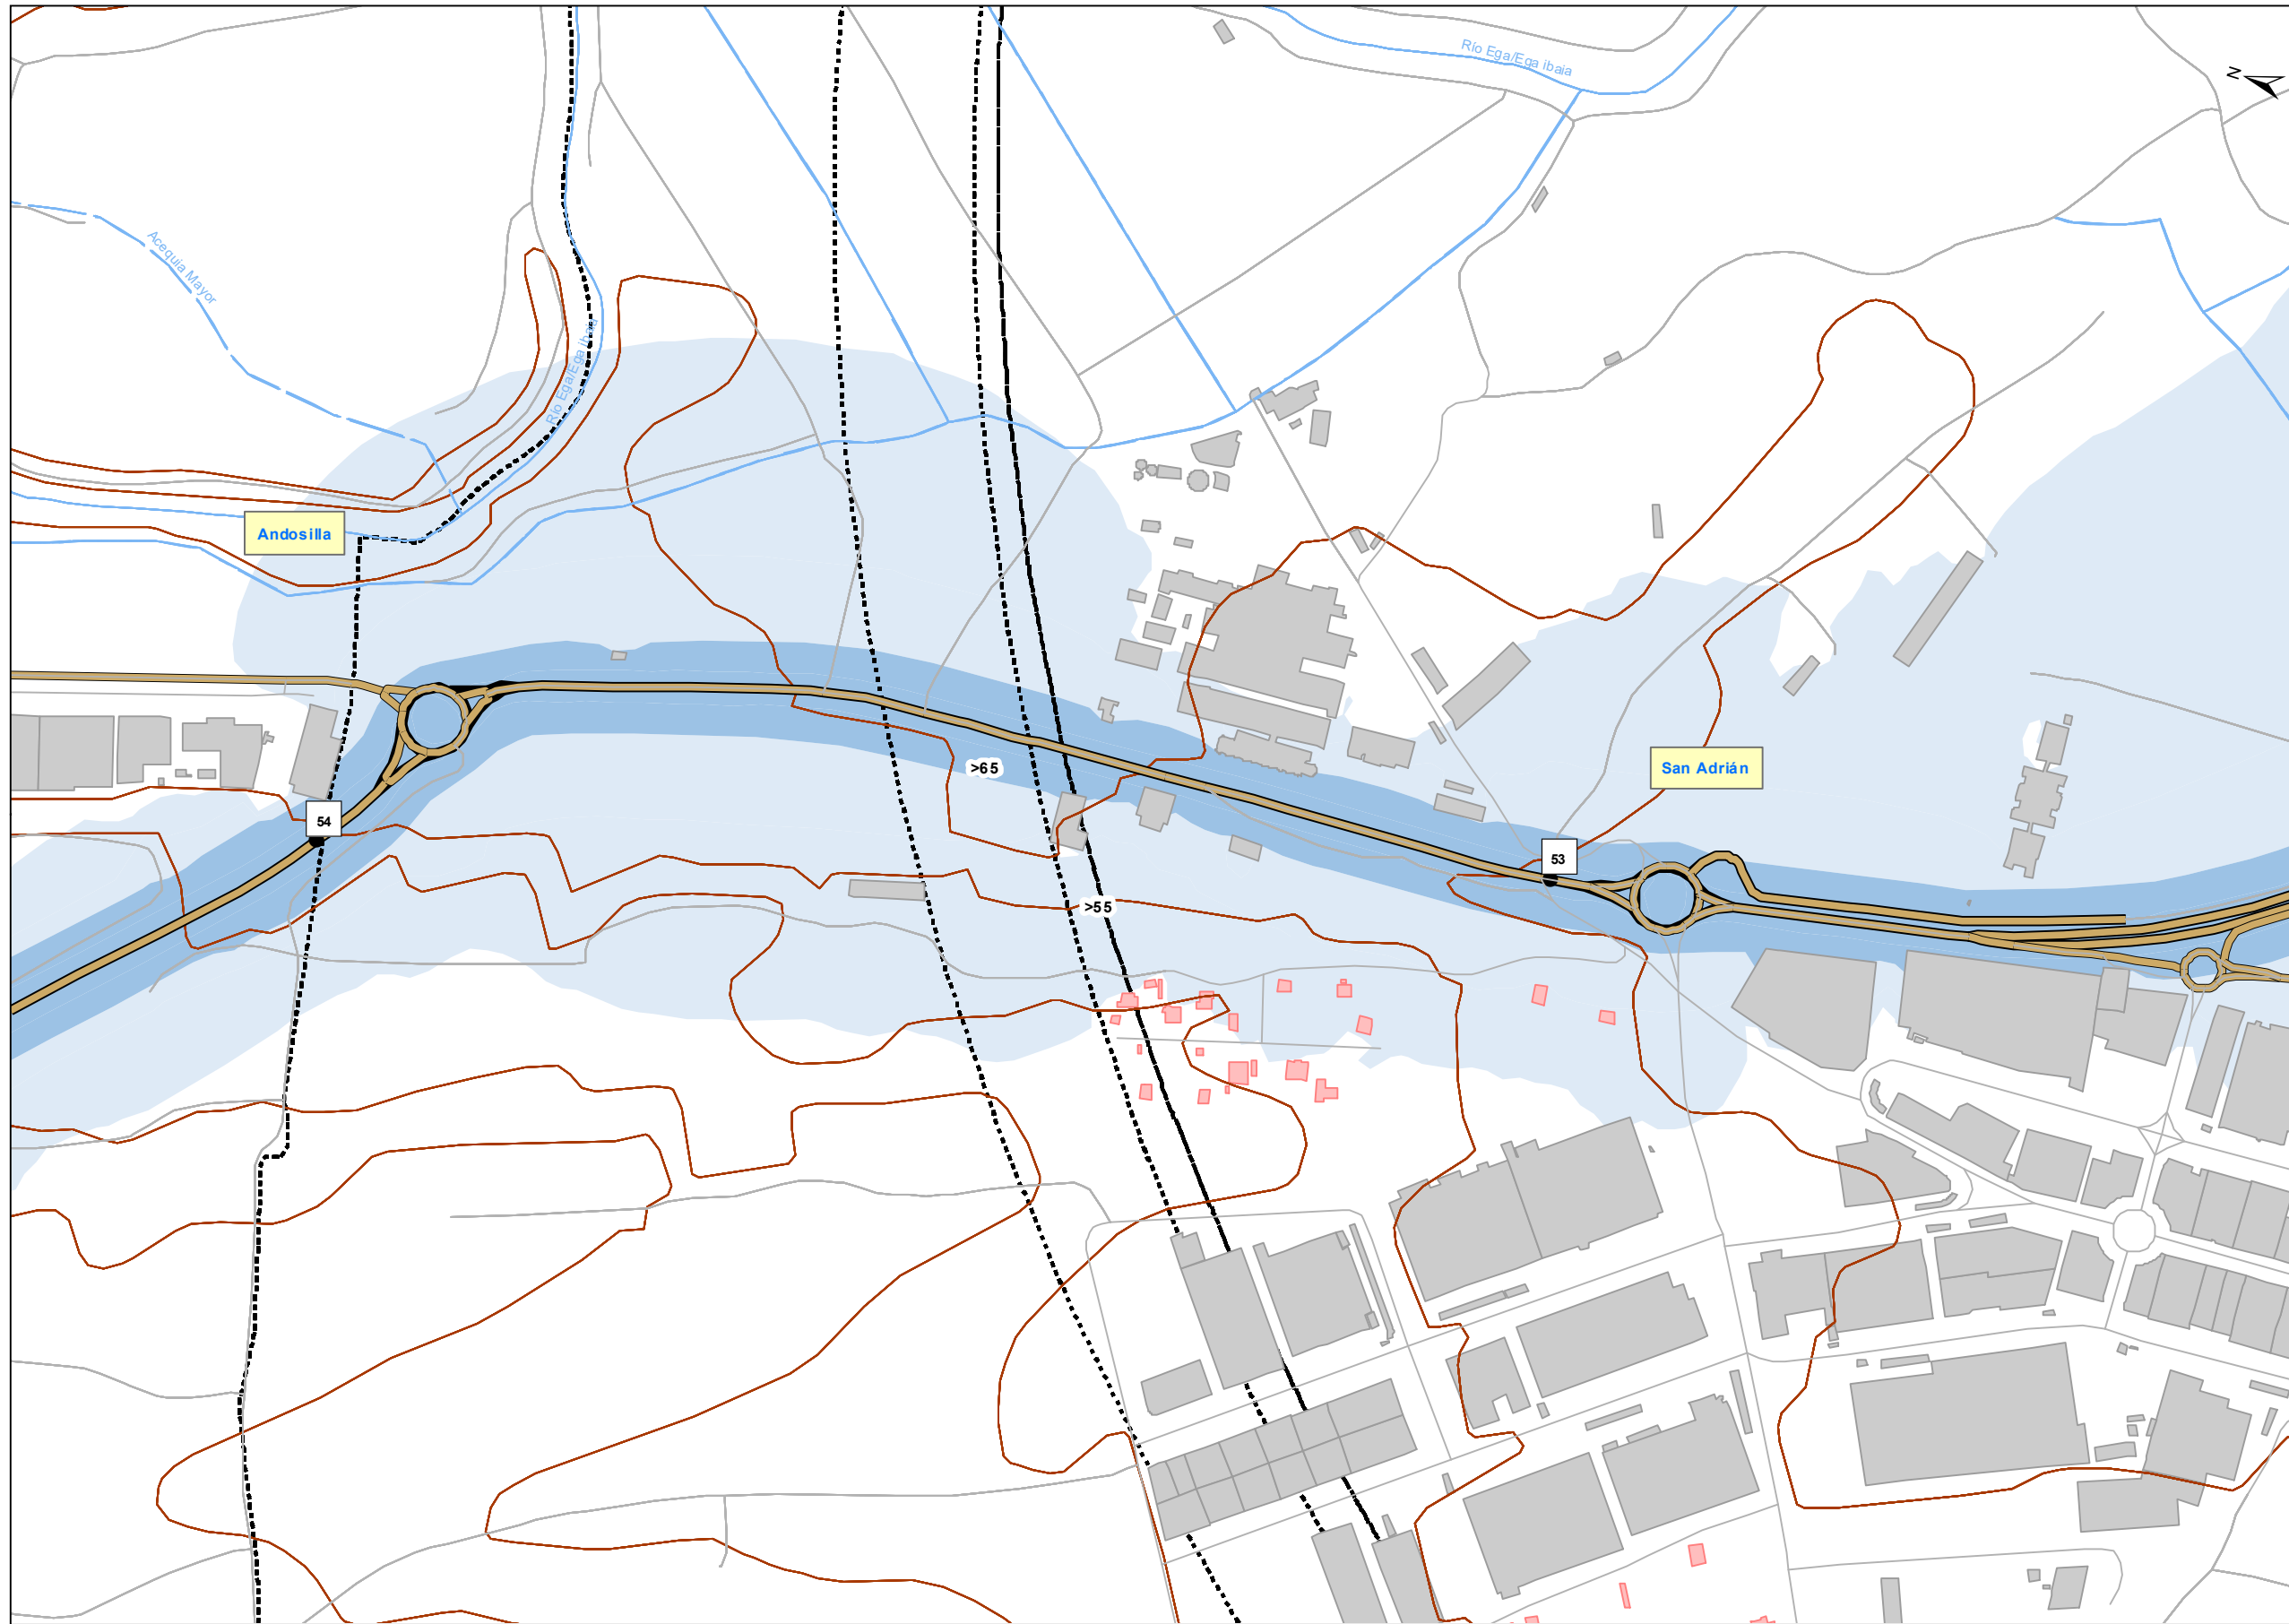 Río Ega/Ega ibaia
N
Acequia Mayor
Río Ega/Ega ibaia
Andosilla
San Adrián
>65
54
53
>55